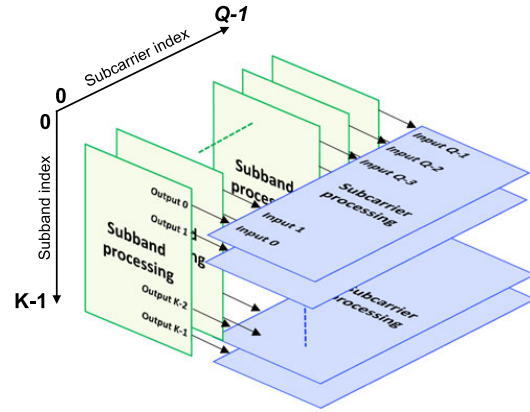 Q-1
Subcarrier index
0
0
Subband index
K-1
Input Q-1
Input Q-2
Input Q-3
Subcarrier
processing
Input 1
Input 0
Subband
Output 0
Output 1
Subband
processing
Output K-2
Output K-1
Subcarrier
processing